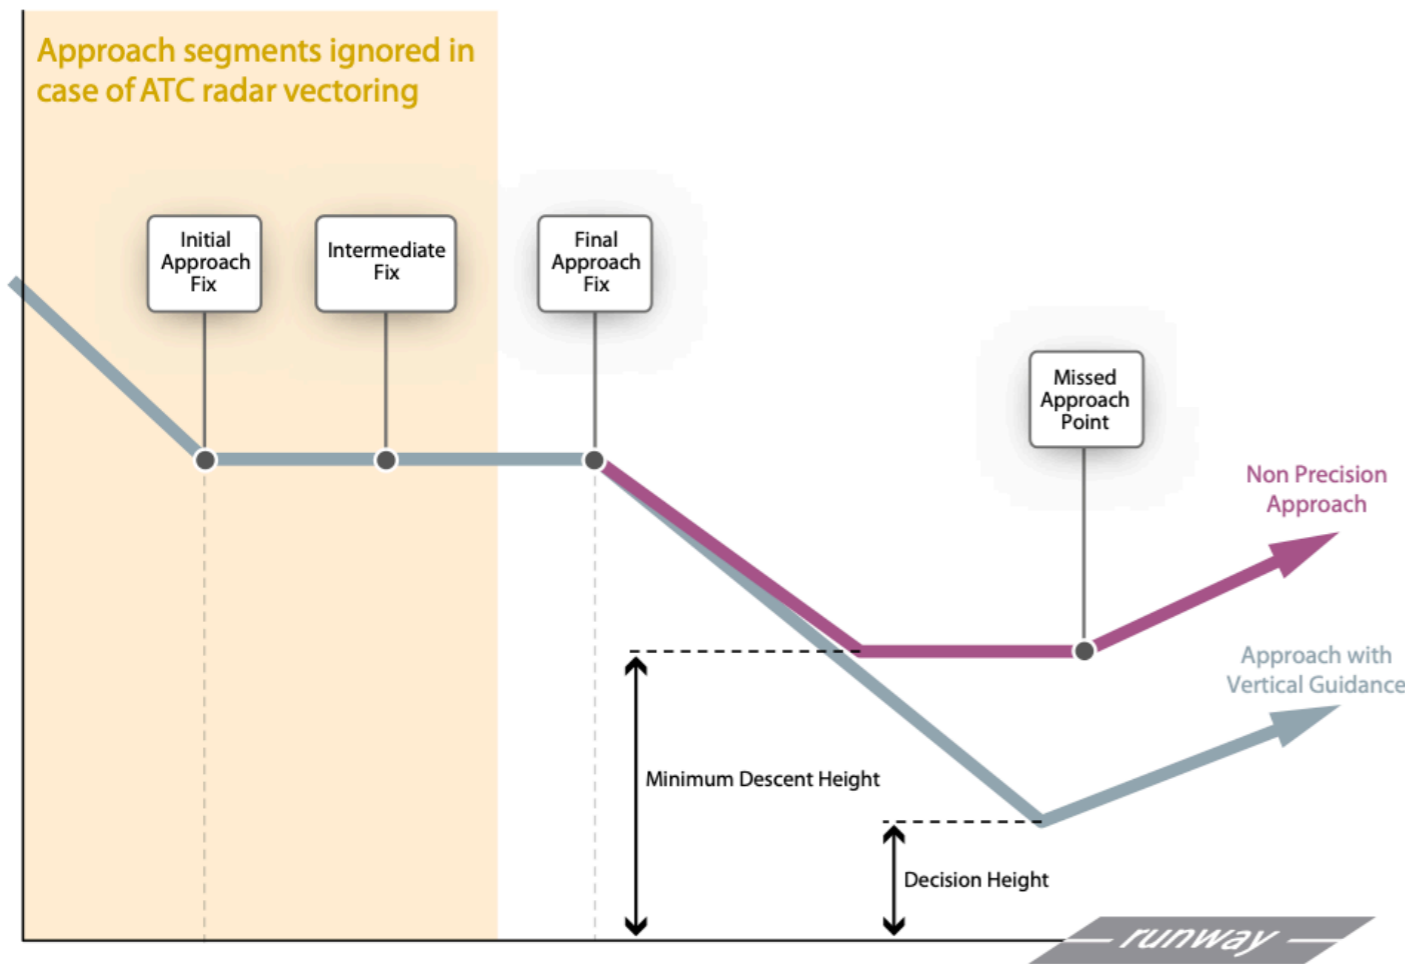 Approach segments ignored in
case of ATC radar vectoring
Initial
Approach
Fix
Intermediate
Fix
Final
Approach
Fix
Missed
Approach
Point
Non Precision
Approach
Approach with
Vertical Guidance
Minimum Descent Height
Decision Height
runway